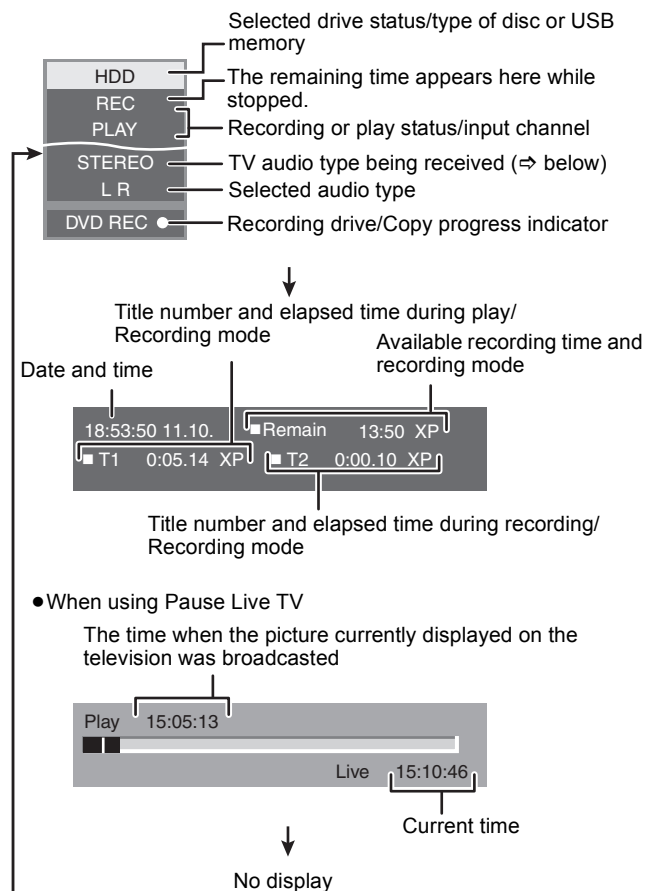 Selected drive status/type of disc or USB
memory
HDD
The remaining time appears here while
stopped.
REC
PLAY
Recording or play status/input channel
STEREO
TV audio type being received (⇨ below)
L R
Selected audio type
DVD REC
Recording drive/Copy progress indicator
Title number and elapsed time during play/
Recording mode
Available recording time and
recording mode
Date and time
18:53:50 11.10.
Remain 13:50 XP
T1 0:05.14 XP
T2 0:00.10 XP
Title number and elapsed time during recording/
Recording mode
●When using Pause Live TV
The time when the picture currently displayed on the
television was broadcasted
Play 15:05:13
Live 15:10:46
Current time
No display